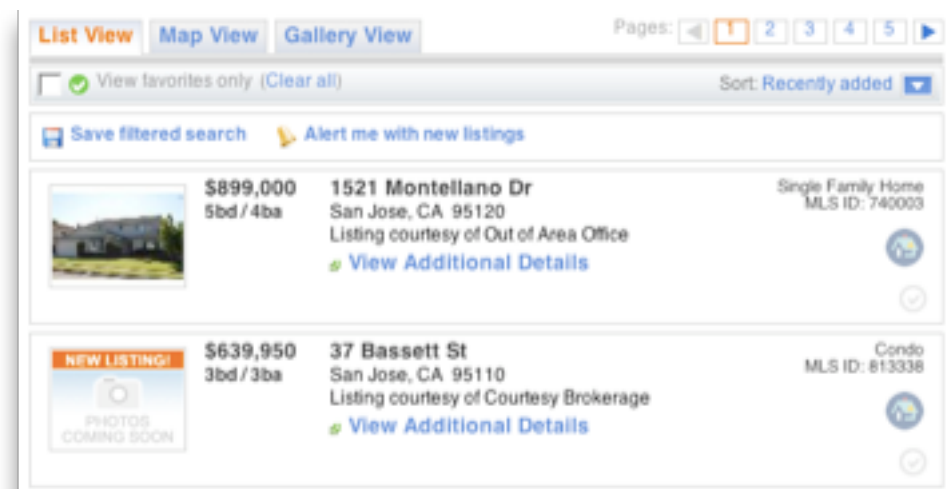 List View Map View Gallery View Pages: 1 2 3 4 5
View favorites only (Clear all) Sort: Recently added
Save filtered search Alert me with new listings
$899,000 1521 Montellano Dr Single Family Home
5bd / 4ba San Jose, CA 95120 MLS ID: 740003
Listing courtesy of Out of Area Office
View Additional Details
NEW LISTING! $639,950 37 Bassett St Condo
3bd / 3ba San Jose, CA 95110 MLS ID: 813338
Listing courtesy of Courtesy Brokerage
PHOTOS View Additional Details
COMING SOON